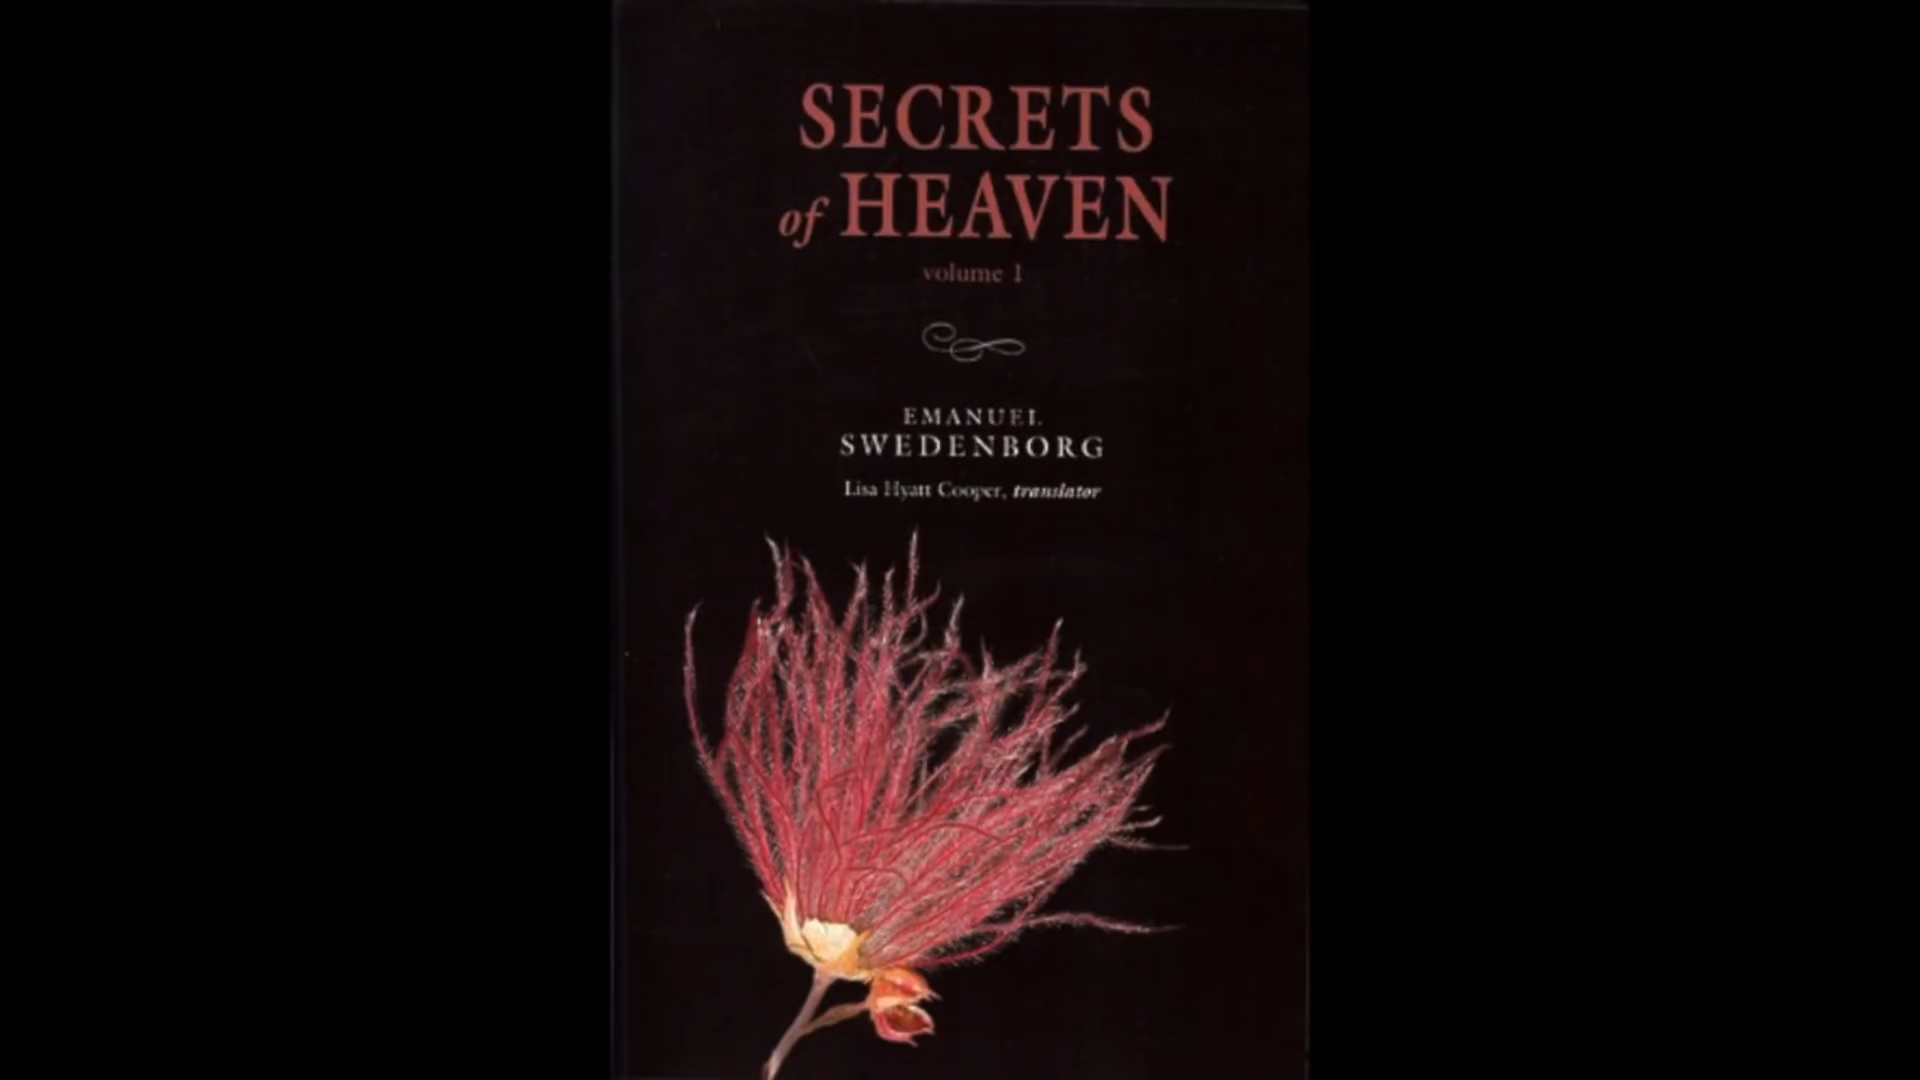 SECRETS
of HEAVEN
volume 1
EMANUEL
SWEDENBORG
Lisa Hyatt Cooper, translator